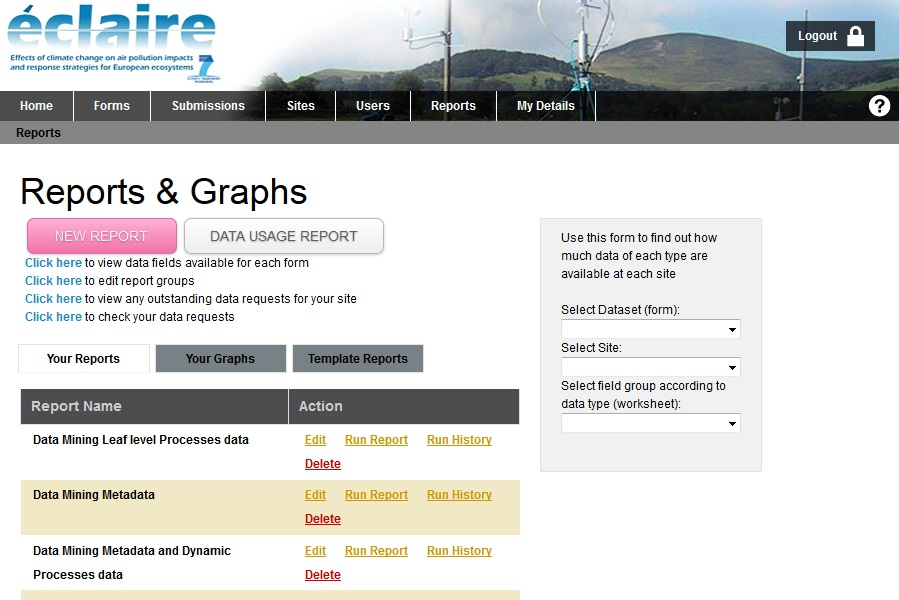 éclaire
Effects of climate change on air pollution impacts
and response strategies for European ecosystems
7
Logout
Home Forms Submissions Sites Users Reports My Details ?
Reports
Reports & Graphs
NEW REPORT DATA USAGE REPORT
Click here to view data fields available for each form
Click here to edit report groups
Click here to view any outstanding data requests for your site
Click here to check your data requests
Your Reports Your Graphs Template Reports
Report Name Action
Data Mining Leaf level Processes data Edit Run Report Run History
Delete
Data Mining Metadata Edit Run Report Run History
Delete
Data Mining Metadata and Dynamic Edit Run Report Run History
Processes data Delete
Use this form to find out how
much data of each type are
available at each site
Select Dataset (form):
Select Site:
Select field group according to
data type (worksheet):